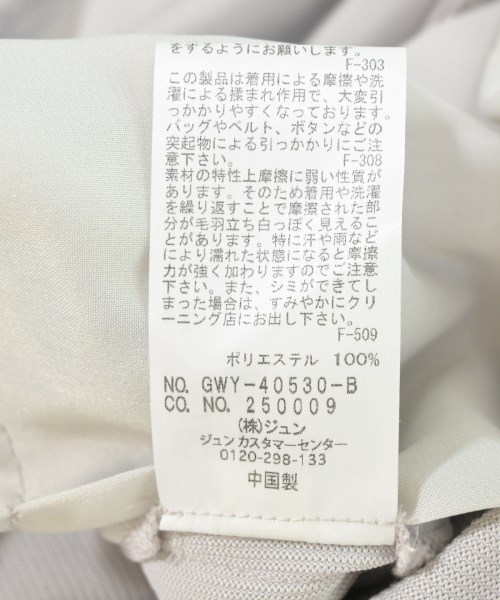 をするようにお願いします。
F-303
この製品は着用による摩擦や洗
濯による揉まれ作用で、大変引
っかかりやすくなっております。
バッグやベルト、ボタンなどの
突起物による引っかかりにご注
意下さい。 F-308
素材の特性上摩擦に弱い性質が
あります。そのため着用や洗濯
を繰り返すことで摩擦された部
分が毛羽立ち白っぽく見えるこ
とがあります。特に汗や雨など
により濡れた状態になると摩擦
力が強く加わりますのでご注意
下さい。また、シミができてし
まった場合は、すみやかにクリ
ーニング店にお出し下さい。
F-509
ポリエステル 100%
NO. GWY-40530-B
CO. NO. 250009
(株)ジュン
ジュン カスタマーセンター
0120-298-133
中国製